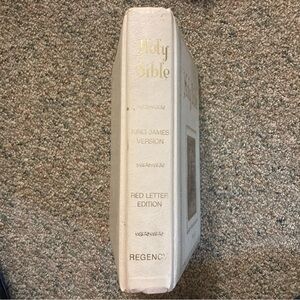 Holy
Bible
KING JAMES
VERSION
RED LETTER
EDITION
REGENCY